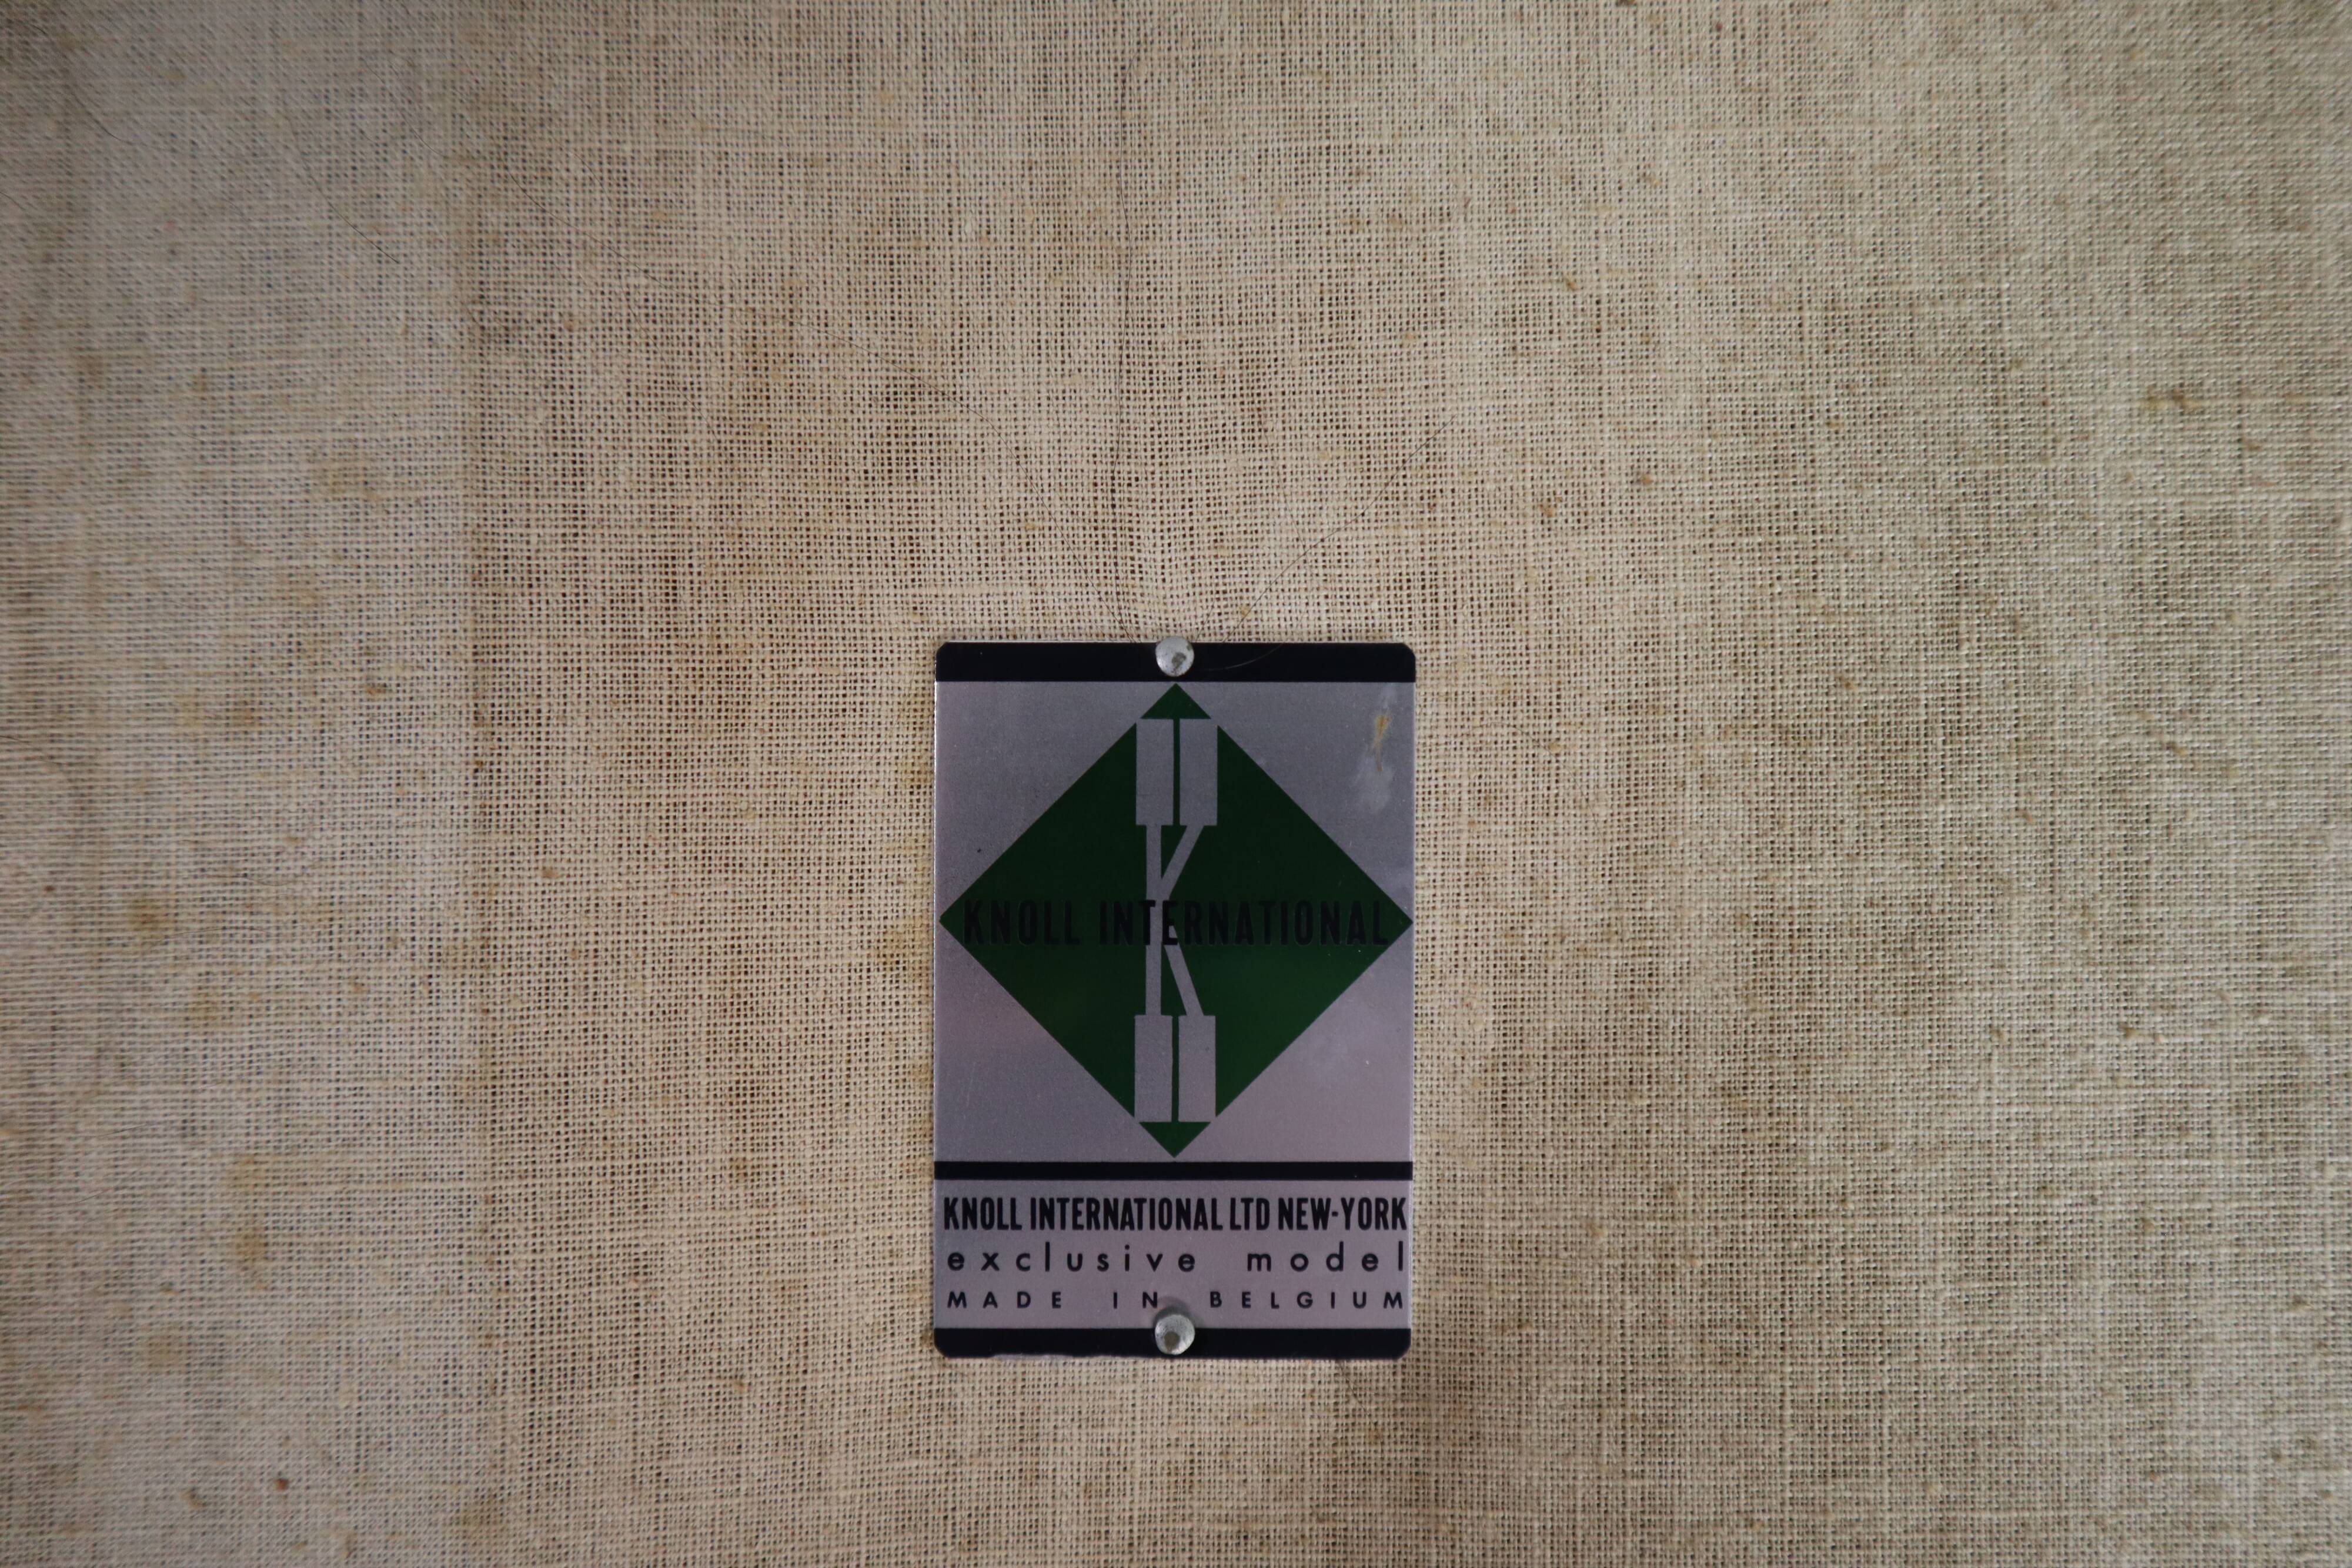 K
KNOLL INTERNATIONAL
KNOLL INTERNATIONAL LTD NEW-YORK
exclusive model
MADE IN BELGIUM